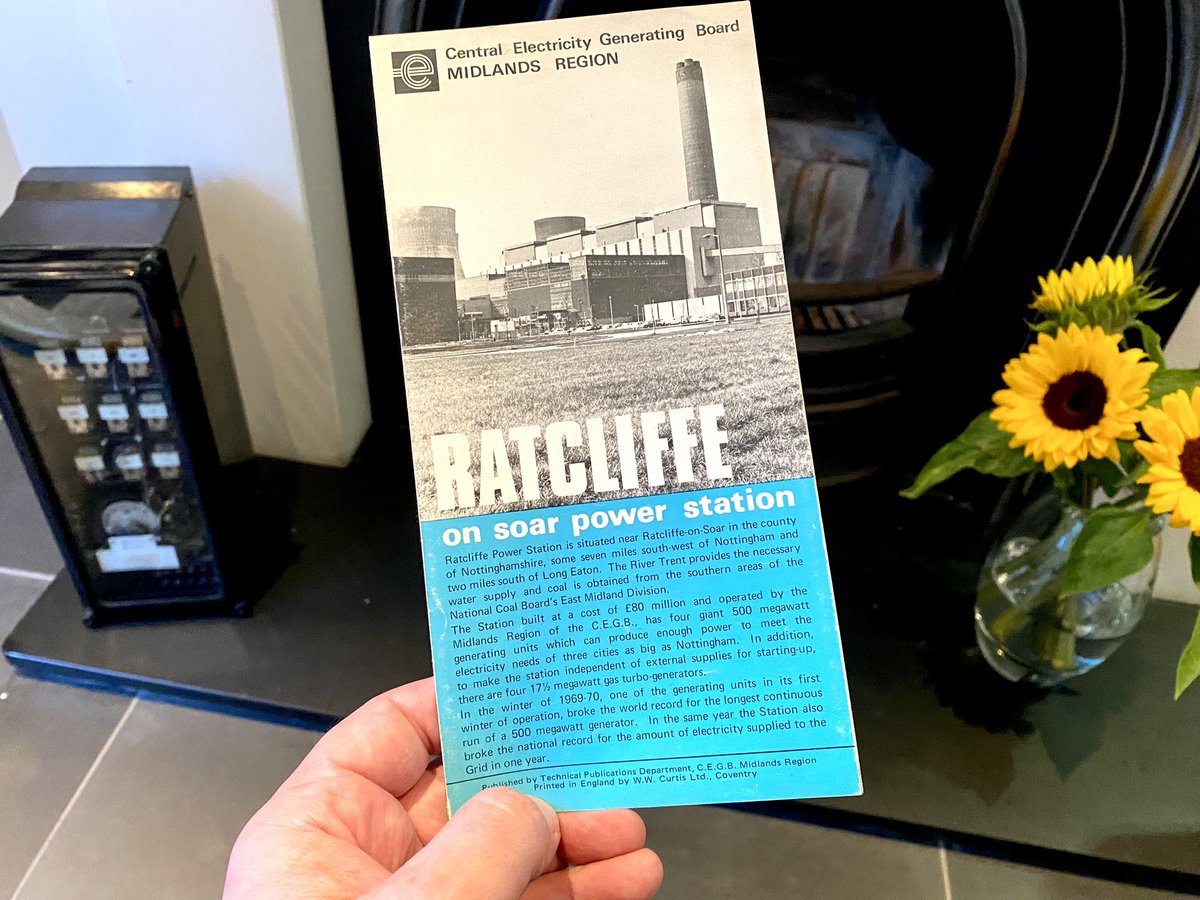 Central Electricity Generating Board
MIDLANDS REGION
RATCLIFFE
on soar power station
Ratcliffe Power Station is situated near Ratcliffe-on-Soar in the county
of Nottinghamshire, some seven miles south-west of Nottingham and
two miles south of Long Eaton. The River Trent provides the necessary
water supply and coal is obtained from the southern areas of the
National Coal Board's East Midland Division.
The Station built at a cost of £80 million and operated by the
Midlands Region of the C.E.G.B., has four giant 500 megawatt
generating units which can produce enough power to meet the
electricity needs of three cities as big as Nottingham. In addition,
to make the station independent of external supplies for starting-up,
there are four 17½ megawatt gas turbo-generators.
In the winter of 1969-70, one of the generating units in its first
winter of operation, broke the world record for the longest continuous
run of a 500 megawatt generator. In the same year the Station also
broke the national record for the amount of electricity supplied to the
Grid in one year.
Published by Technical Publications Department, C.E.G.B. Midlands Region
Printed in England by W.W. Curtis Ltd., Coventry